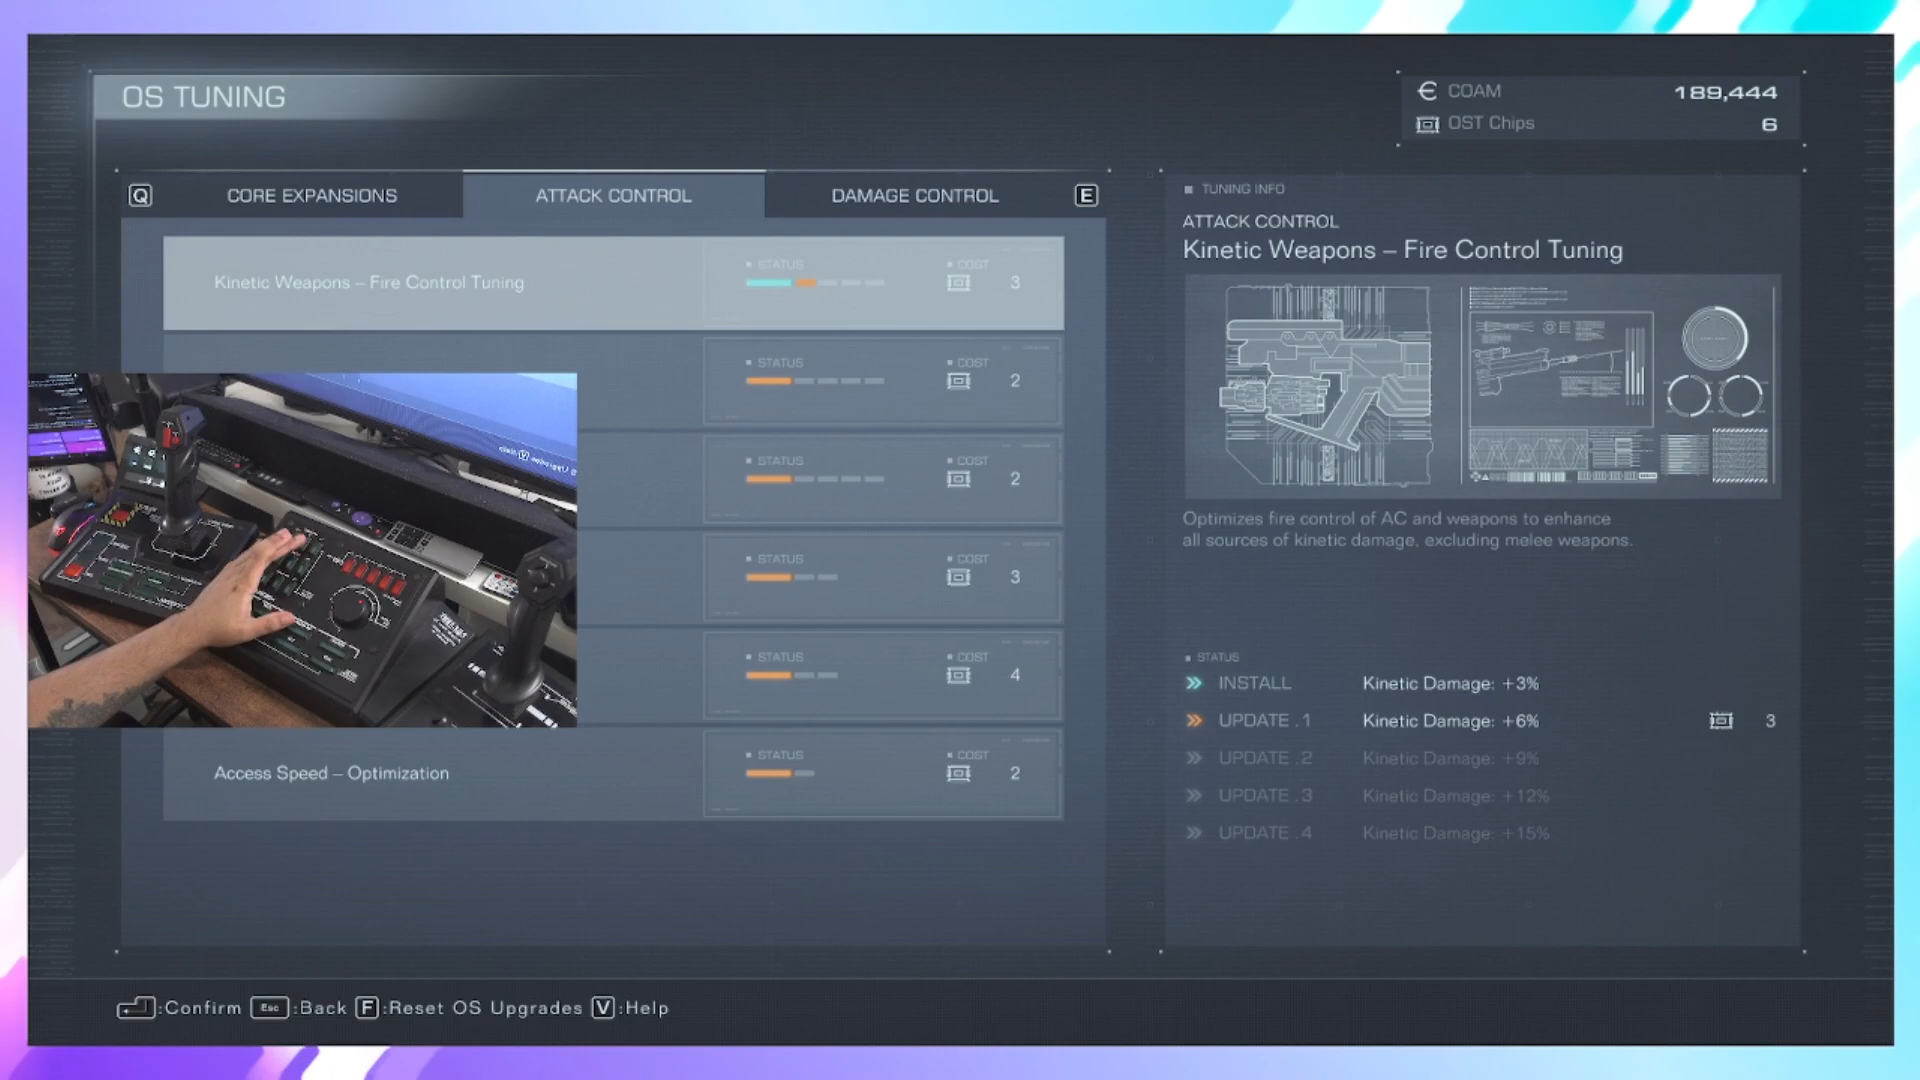 OS TUNING
COAM 189,444
OST Chips 6
Q CORE EXPANSIONS ATTACK CONTROL DAMAGE CONTROL E
Kinetic Weapons – Fire Control Tuning
STATUS COST
3
STATUS COST
2
STATUS COST
2
STATUS COST
3
STATUS COST
4
Access Speed – Optimization
STATUS COST
2
TUNING INFO
ATTACK CONTROL
Kinetic Weapons – Fire Control Tuning
Optimizes fire control of AC and weapons to enhance
all sources of kinetic damage, excluding melee weapons.
STATUS
INSTALL Kinetic Damage: +3%
UPDATE .1 Kinetic Damage: +6% 3
UPDATE .2 Kinetic Damage: +9%
UPDATE .3 Kinetic Damage: +12%
UPDATE .4 Kinetic Damage: +15%
:Confirm Esc :Back F :Reset OS Upgrades V :Help